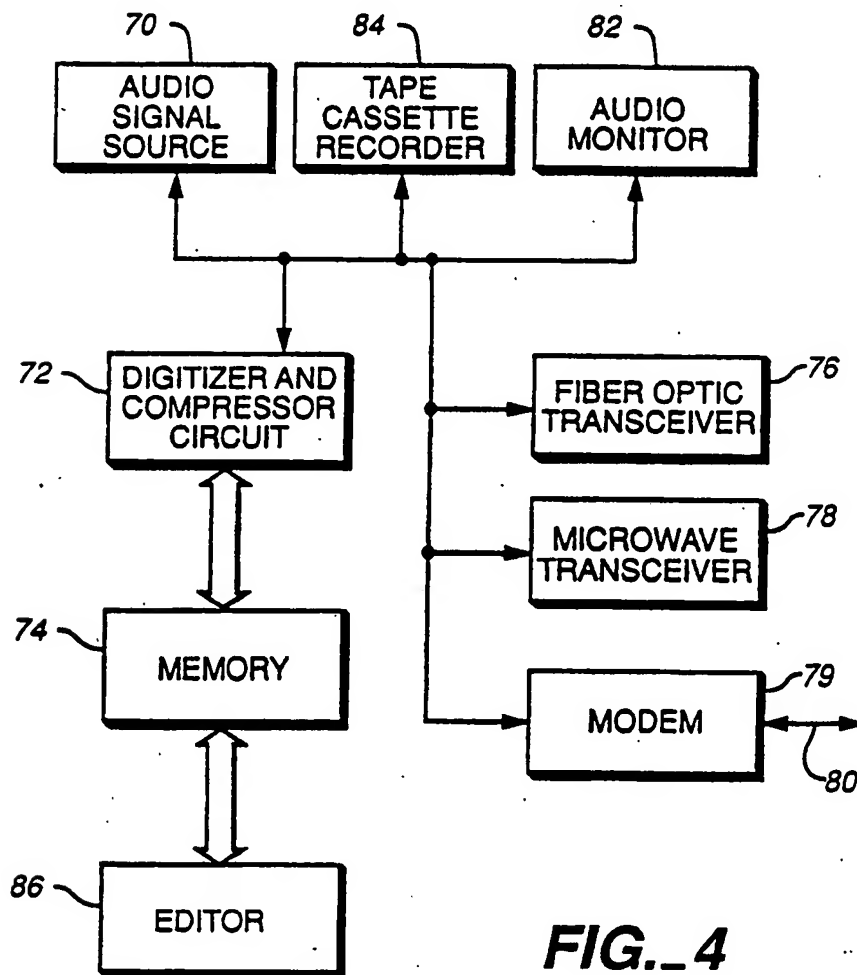 70
84
82
AUDIO
SIGNAL
SOURCE
TAPE
CASSETTE
RECORDER
AUDIO
MONITOR
72
DIGITIZER AND
COMPRESSOR
CIRCUIT
76
FIBER OPTIC
TRANSCEIVER
78
MICROWAVE
TRANSCEIVER
74
MEMORY
79
MODEM
80
86
EDITOR
FIG._4